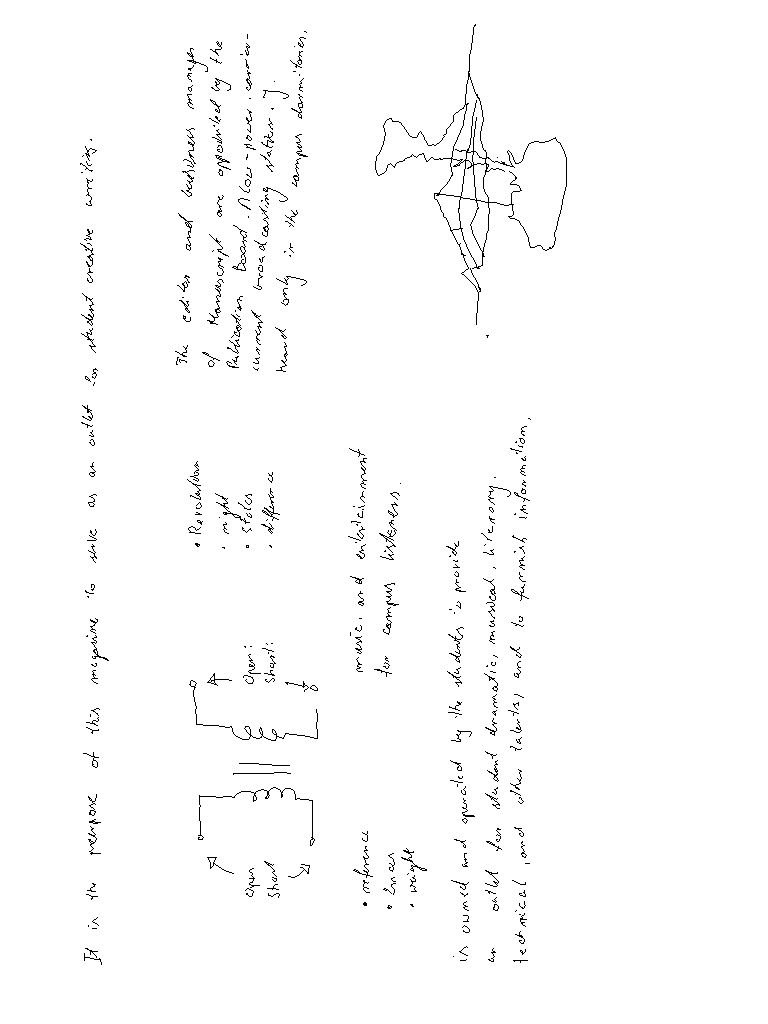 It is the purpose of this magazine to serve as an outlet for student creative writing.
The editor and business manager
of Manuscript are appointed by the
Publication Board. A low-power, carrier-
current broadcasting station,
heard only in the campus dormitories,
• Revolution
• night
• Styles
• difference
Open:
Short:
Open
Short
music, and entertainment
for campus listeners.
• reference
• lines
• weight
is owned and operated by the students to provide
an outlet for student dramatic, musical, literary.
technical, and other talents, and to furnish information,